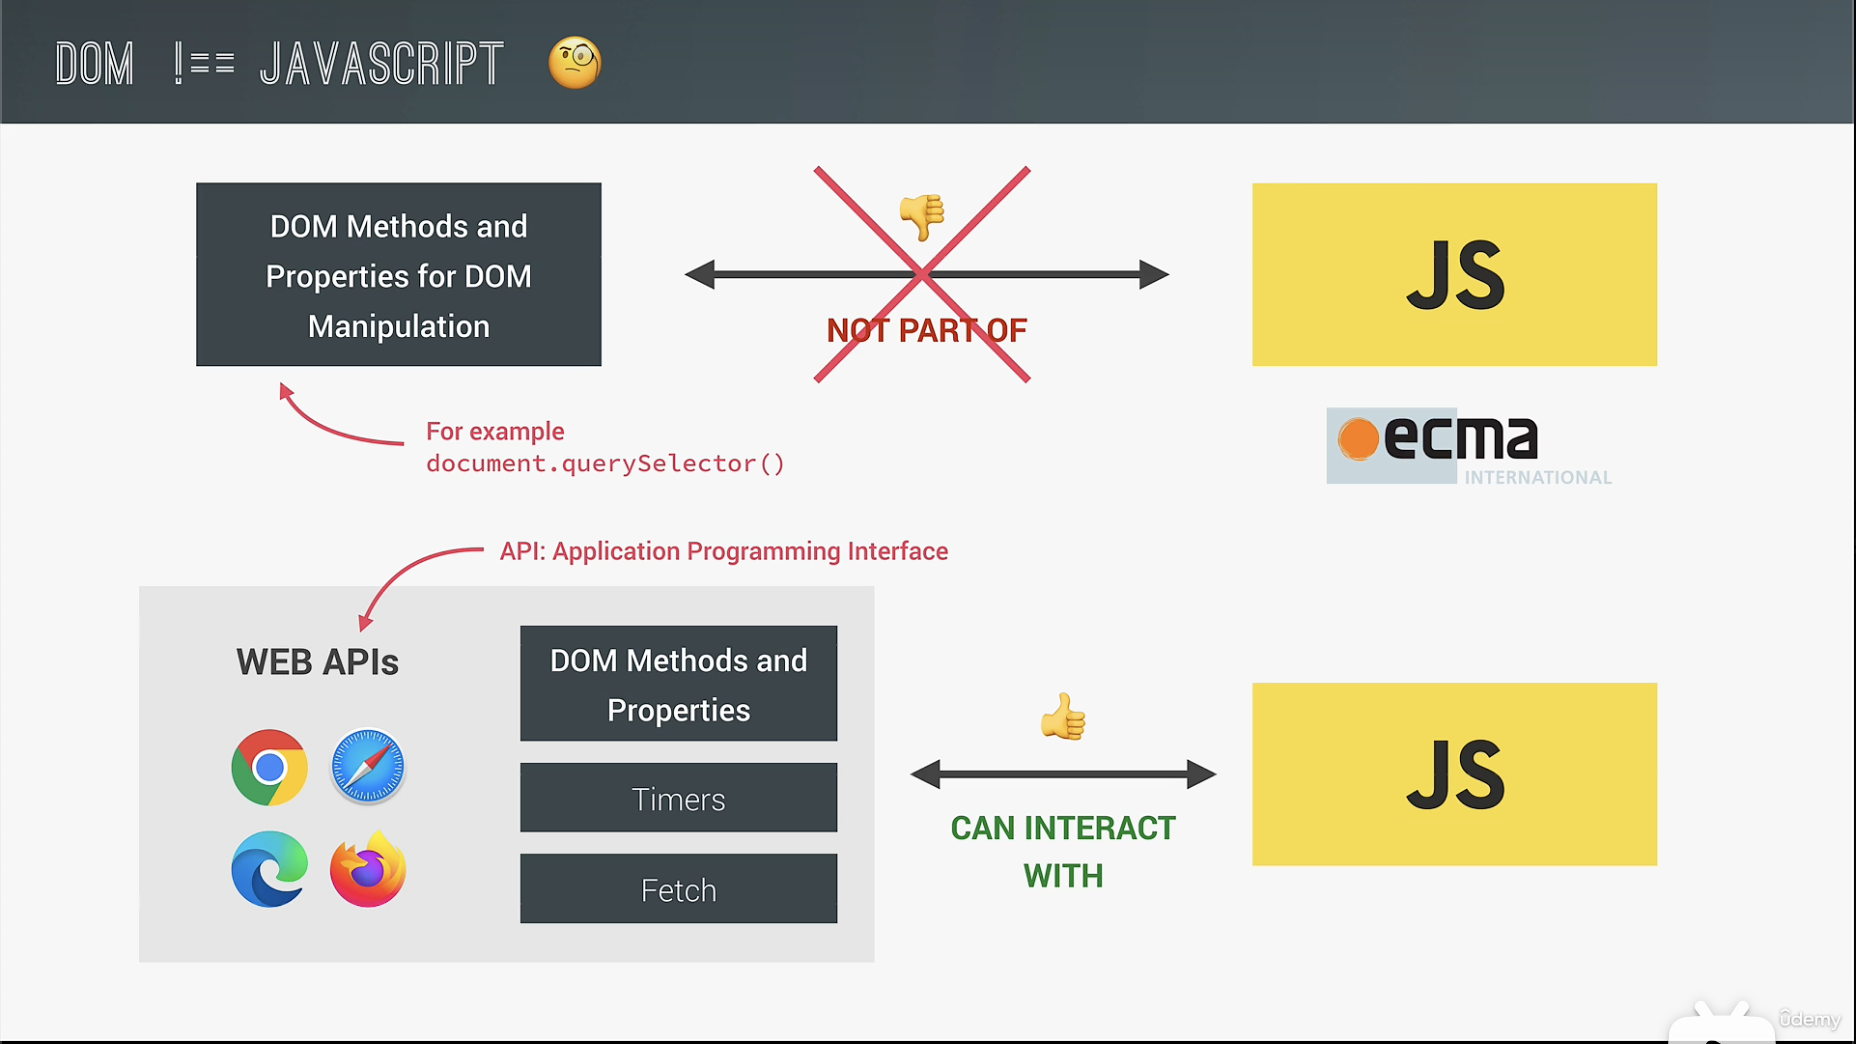 DOM !== JAVASCRIPT
DOM Methods and
Properties for DOM
Manipulation
NOT PART OF
JS
For example
document.querySelector()
ecma
INTERNATIONAL
API: Application Programming Interface
WEB APIs
DOM Methods and
Properties
Timers
Fetch
CAN INTERACT
WITH
JS
ûdemy